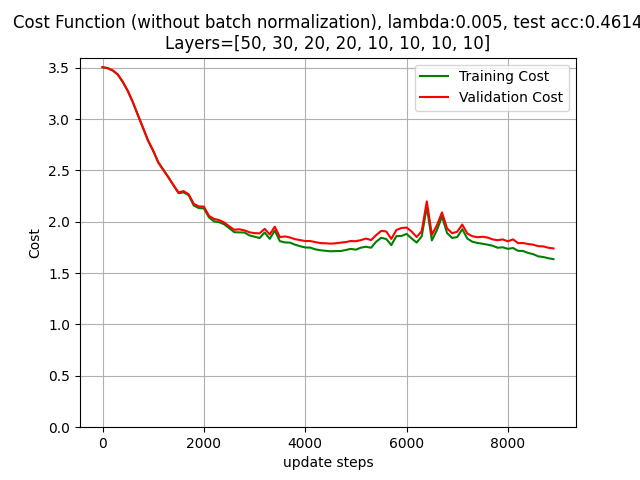 Cost Function (without batch normalization), lambda:0.005, test acc:0.4614
Layers=[50, 30, 20, 20, 10, 10, 10, 10]
Training Cost
Validation Cost
3.5
3.0
2.5
2.0
1.5
1.0
0.5
0.0
Cost
0 2000 4000 6000 8000
update steps